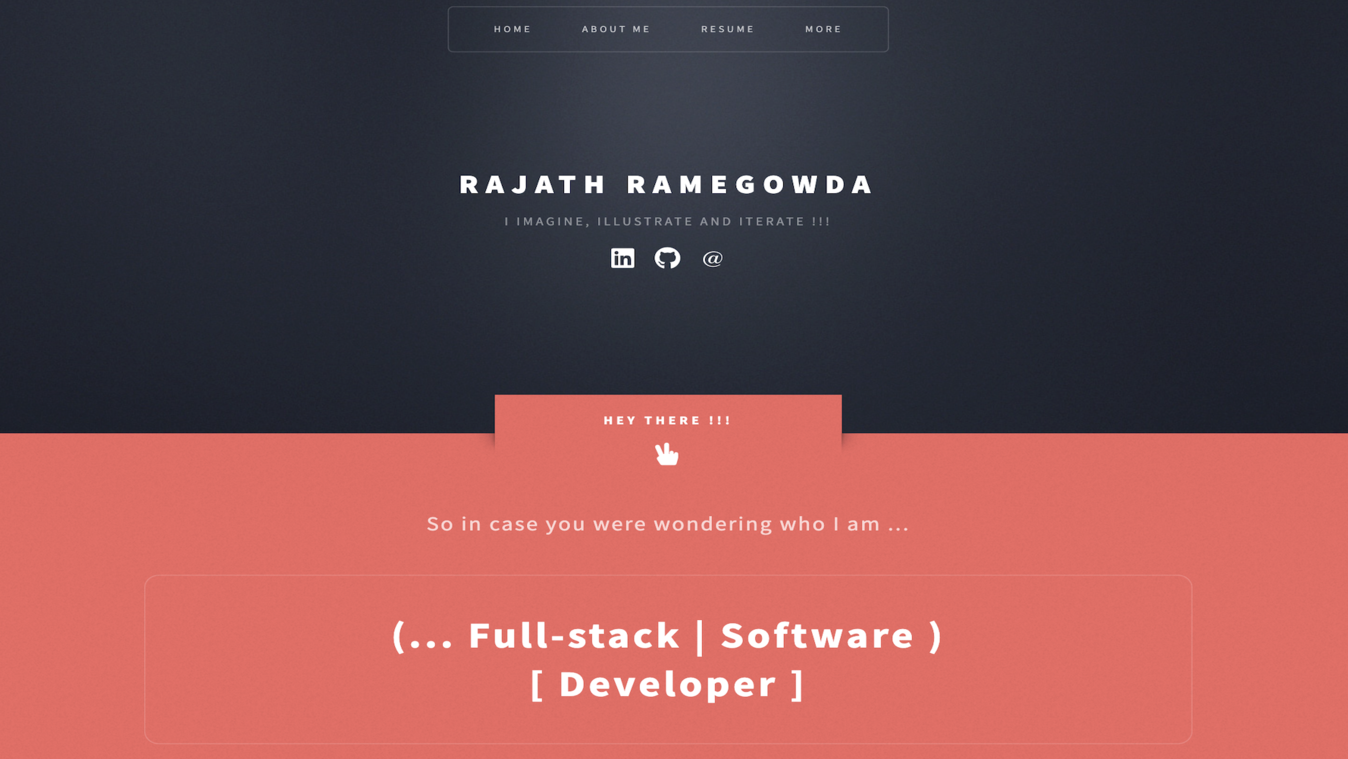 HOME ABOUT ME RESUME MORE
RAJATH RAMEGOWDA
I IMAGINE, ILLUSTRATE AND ITERATE !!!
in @
HEY THERE !!!
So in case you were wondering who I am ...
(... Full-stack | Software )
[ Developer ]